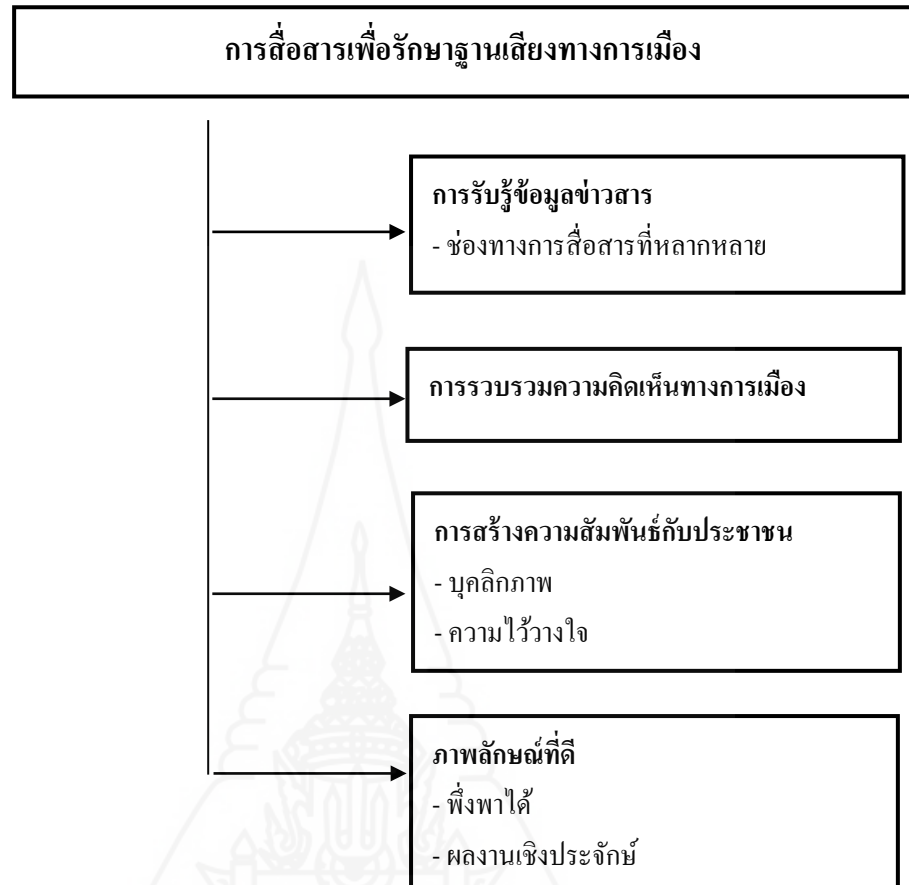 การสื่อสารเพื่อรักษาฐานเสียงทางการเมือง
การรับรู้ข้อมูลข่าวสาร
- ช่องทางการสื่อสารที่หลากหลาย
การรวบรวมความคิดเห็นทางการเมือง
การสร้างความสัมพันธ์กับประชาชน
- บุคลิกภาพ
- ความไว้วางใจ
ภาพลักษณ์ที่ดี
- พึ่งพาได้
- ผลงานเชิงประจักษ์